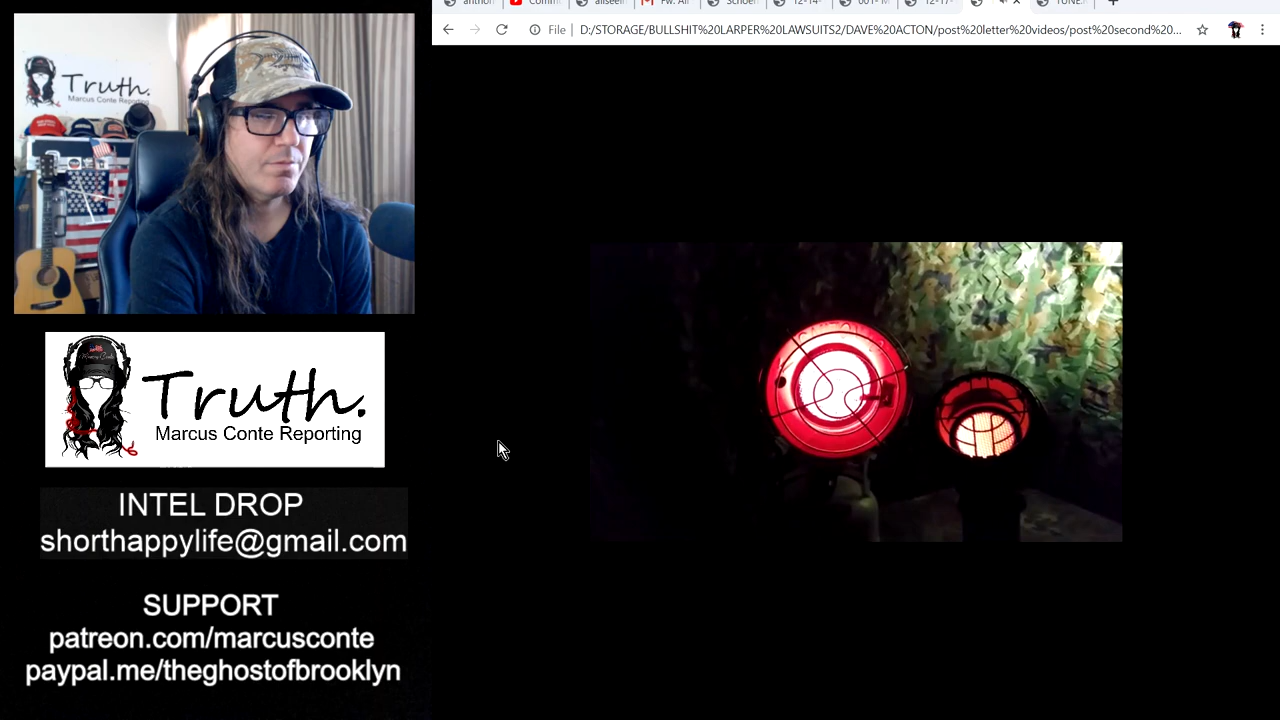 File
D:/STORAGE/BULLSHIT%20LARPER%20LAWSUITS2/DAVE%20ACTON/post%20letter%20videos/post%20second%20...
Truth.
Marcus Conte Reporting
Truth.
Marcus Conte Reporting
INTEL DROP
shorthappylife@gmail.com
SUPPORT
patreon.com/marcusconte
paypal.me/theghostofbrooklyn